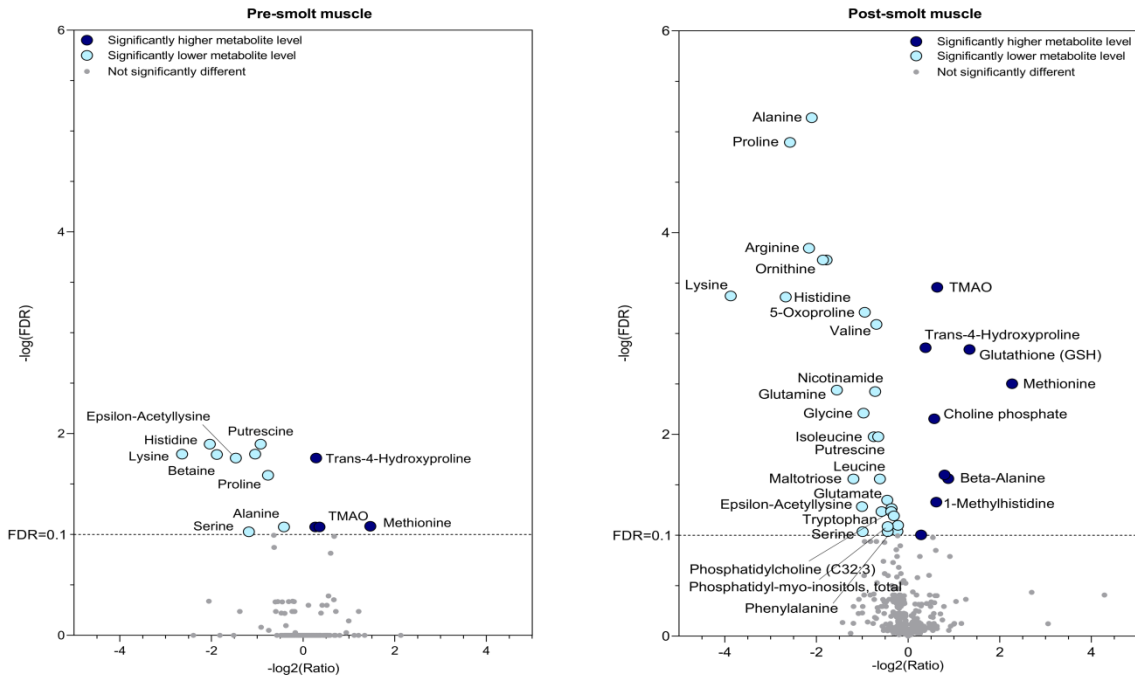 Pre-smolt muscle
6
Significantly higher metabolite level
Significantly lower metabolite level
Not significantly different
4
-log(FDR)
Epsilon-Acetyllysine
Histidine
Putrescine
2
Lysine
Betaine
Trans-4-Hydroxyproline
Proline
Alanine
TMAO
Methionine
Serine
FDR=0.1
0
-4
-2
0
2
4
-log2(Ratio)
Post-smolt muscle
6
Significantly higher metabolite level
Significantly lower metabolite level
Not significantly different
Alanine
Proline
4
Arginine
Ornithine
Lysine
Histidine
TMAO
5-Oxoproline
-log(FDR)
Valine
Trans-4-Hydroxyproline
Glutathione (GSH)
Nicotinamide
Methionine
Glutamine
Glycine
Choline phosphate
2
Isoleucine
Putrescine
Leucine
Maltotriose
Beta-Alanine
Glutamate
Epsilon-Acetyllysine
1-Methylhistidine
Tryptophan
Serine
FDR=0.1
Phosphatidylcholine (C32:3)
Phosphatidyl-myo-inositols, total
Phenylalanine
0
-4
-2
0
2
4
-log2(Ratio)